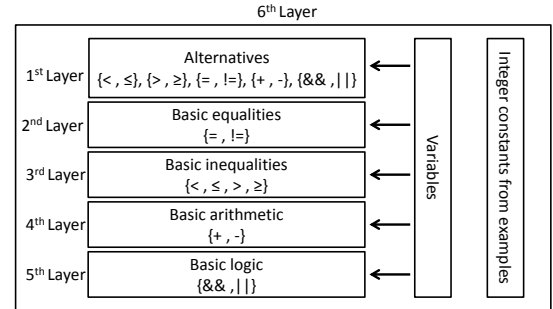 6th Layer
1st Layer
Alternatives
{< , ≤}, {> , ≥}, {= , !=}, {+ , -}, {&& ,||}
2nd Layer
Basic equalities
{= , !=}
3rd Layer
Basic inequalities
{< , ≤ , > , ≥}
4th Layer
Basic arithmetic
{+ , -}
5th Layer
Basic logic
{&& ,||}
Variables
Integer constants from examples